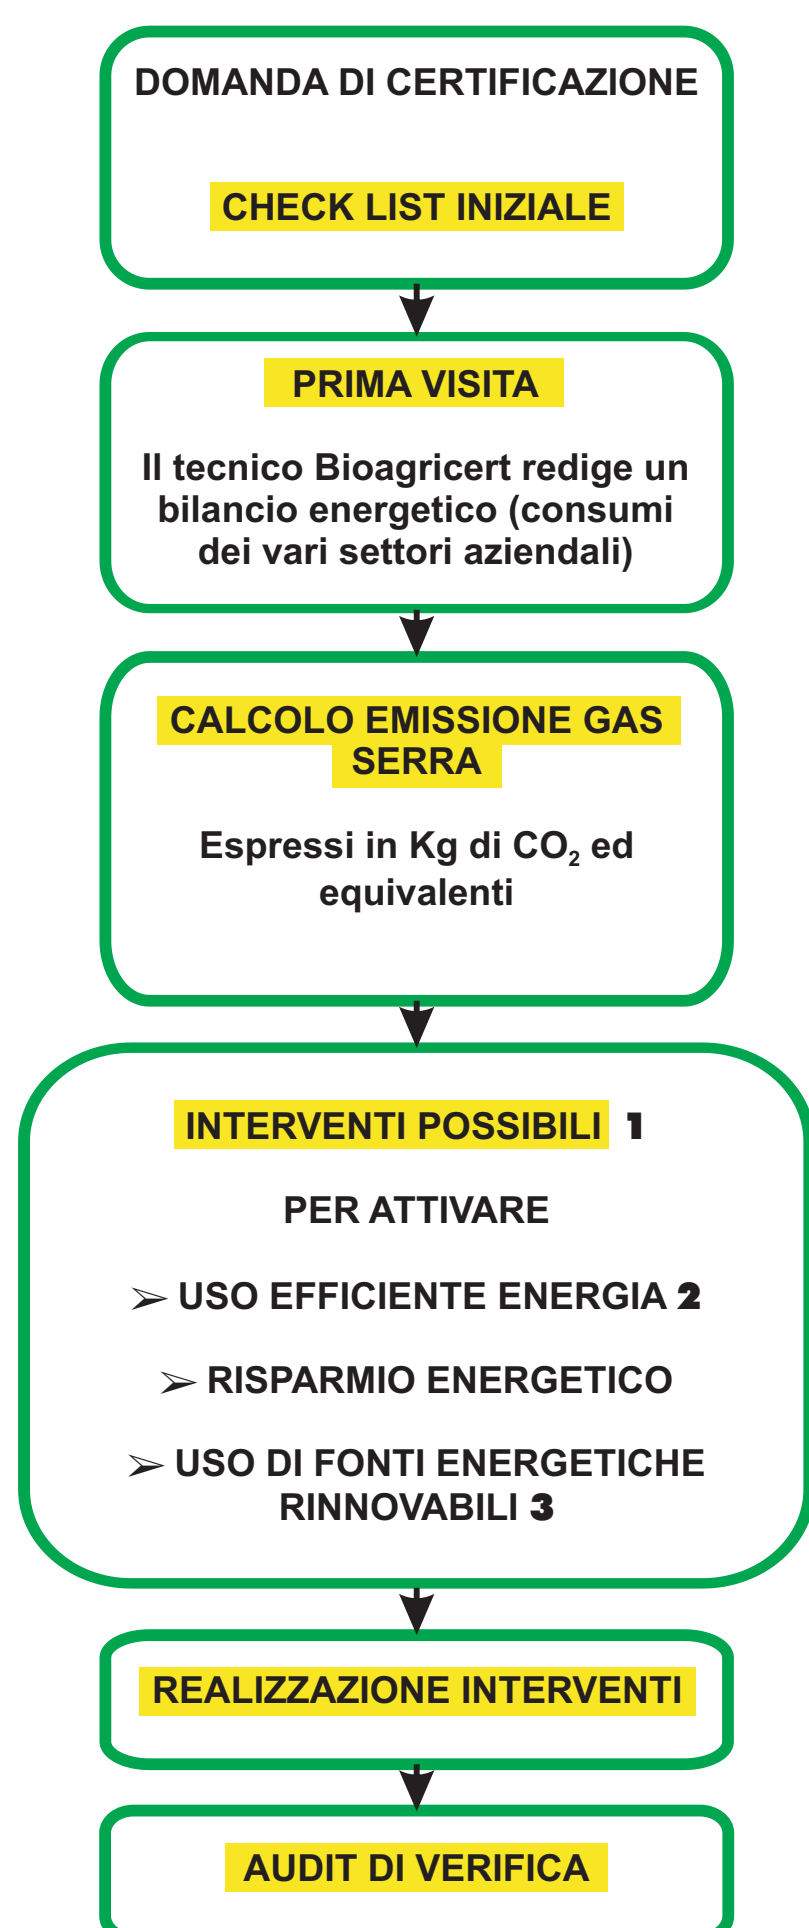 DOMANDA DI CERTIFICAZIONE
CHECK LIST INIZIALE
PRIMA VISITA
Il tecnico Bioagricert redige un
bilancio energetico (consumi
dei vari settori aziendali)
CALCOLO EMISSIONE GAS
SERRA
Espressi in Kg di CO₂ ed
equivalenti
INTERVENTI POSSIBILI 1
PER ATTIVARE
➢ USO EFFICIENTE ENERGIA 2
➢ RISPARMIO ENERGETICO
➢ USO DI FONTI ENERGETICHE
RINNOVABILI 3
REALIZZAZIONE INTERVENTI
AUDIT DI VERIFICA